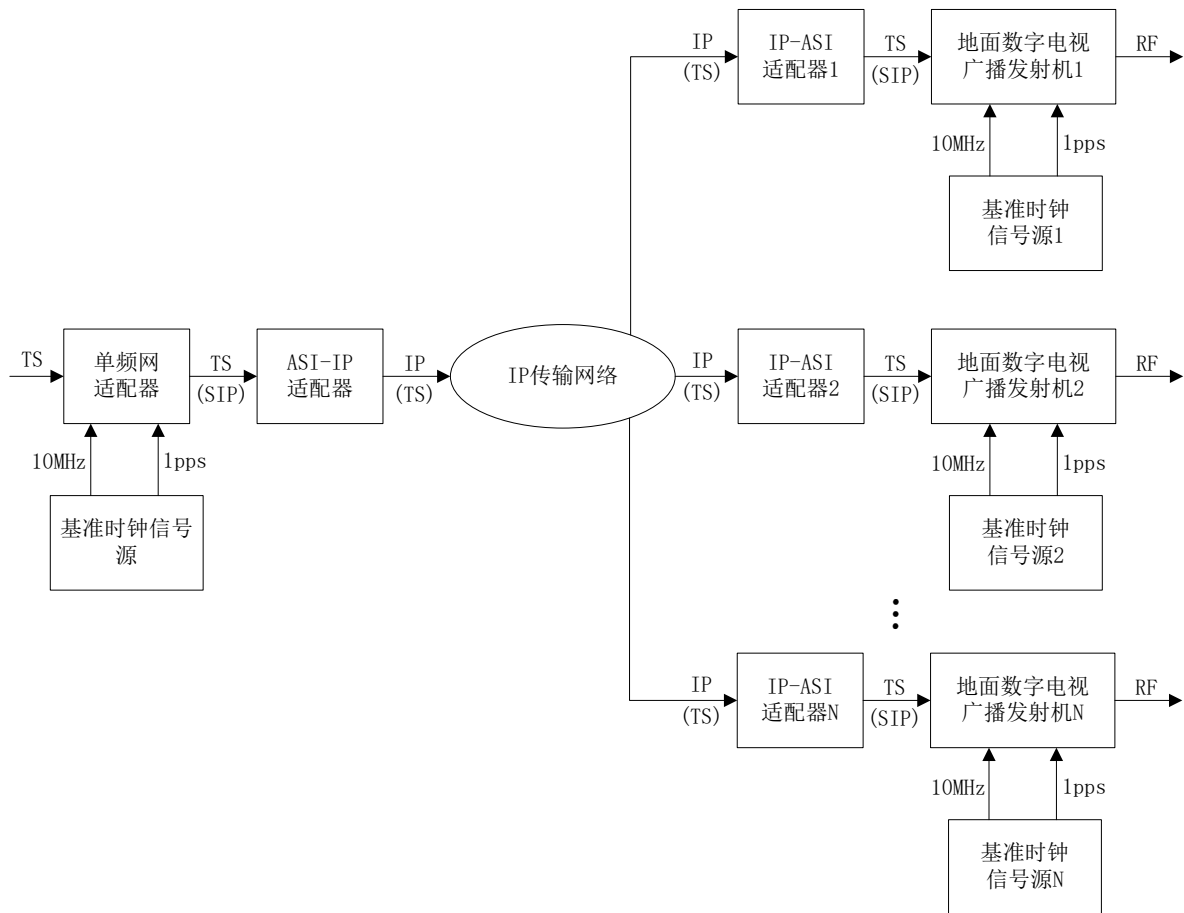 IP
(TS)
IP-ASI
适配器1
TS
(SIP)
地面数字电视
广播发射机1
RF
10MHz
1pps
基准时钟
信号源1
TS
单频网
适配器
TS
(SIP)
ASI-IP
适配器
IP
(TS)
IP传输网络
IP
(TS)
IP-ASI
适配器2
TS
(SIP)
地面数字电视
广播发射机2
RF
10MHz
1pps
基准时钟信号
源
10MHz
1pps
基准时钟
信号源2
IP
(TS)
IP-ASI
适配器N
TS
(SIP)
地面数字电视
广播发射机N
RF
10MHz
1pps
基准时钟
信号源N